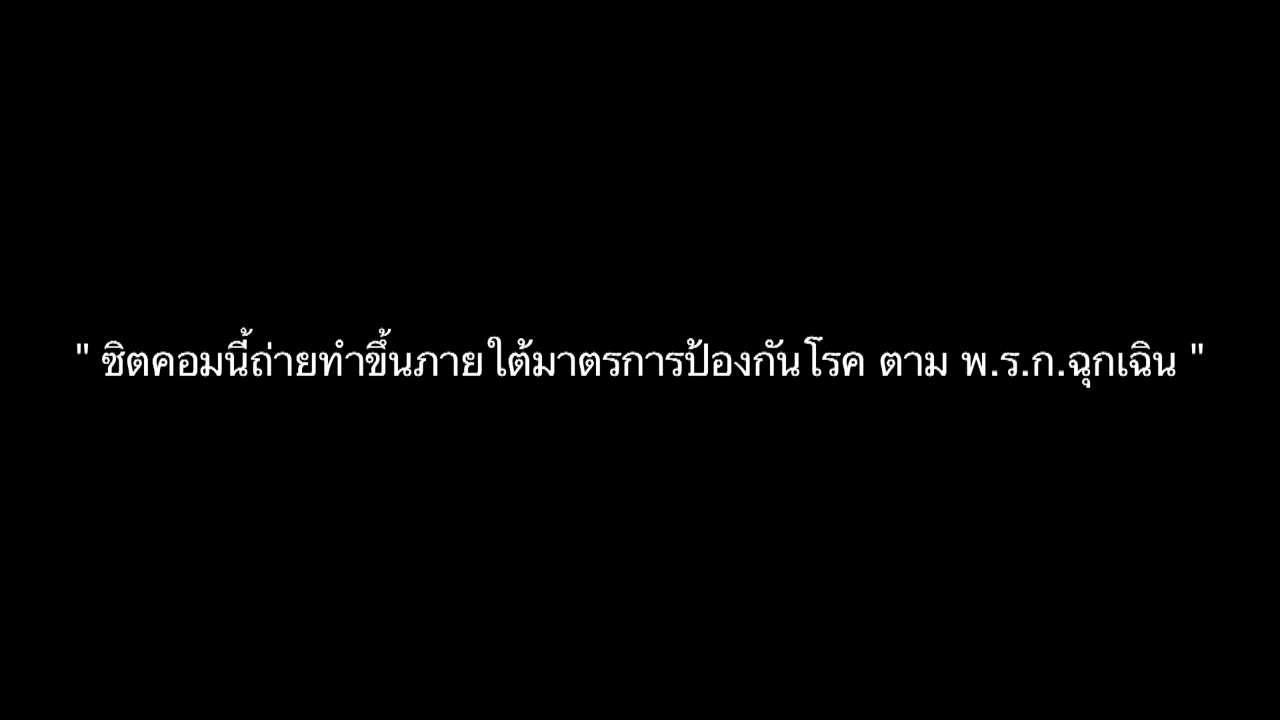 " ซิตคอมนี้ถ่ายทำขึ้นภายใต้มาตรการป้องกันโรค ตาม พ.ร.ก.ฉุกเฉิน "